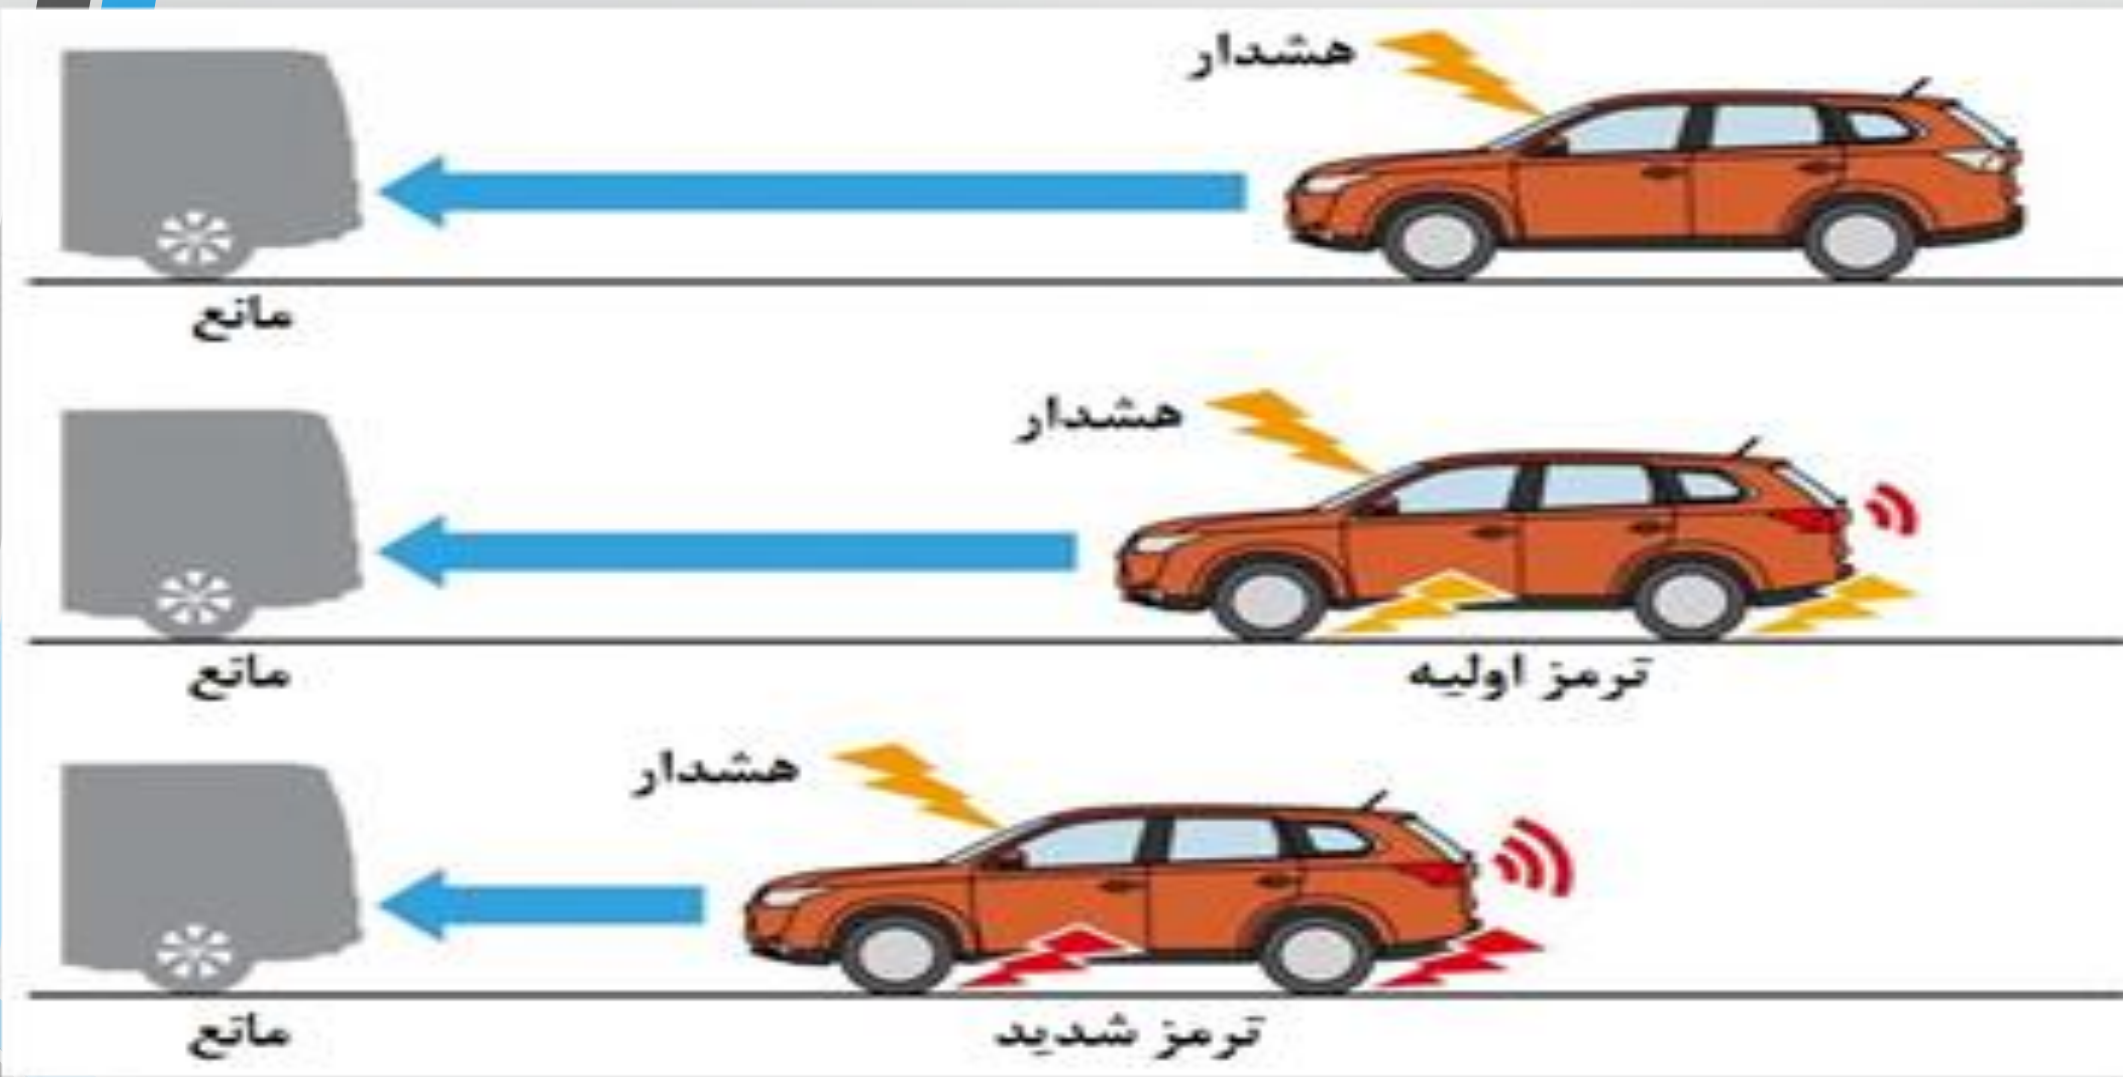 هشدار
مانع
هشدار
مانع
ترمز اولیه
هشدار
مانع
ترمز شدید